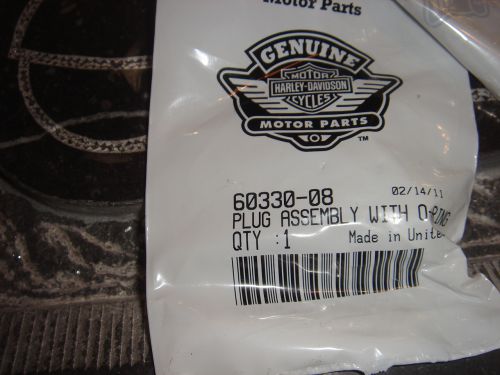 Motor Parts
GENUINE
MOTOR
HARLEY-DAVIDSON
CYCLES
MOTOR PARTS
TM
60330-08
02/14/11
PLUG ASSEMBLY WITH O-RING
QTY : 1
Made in Unite